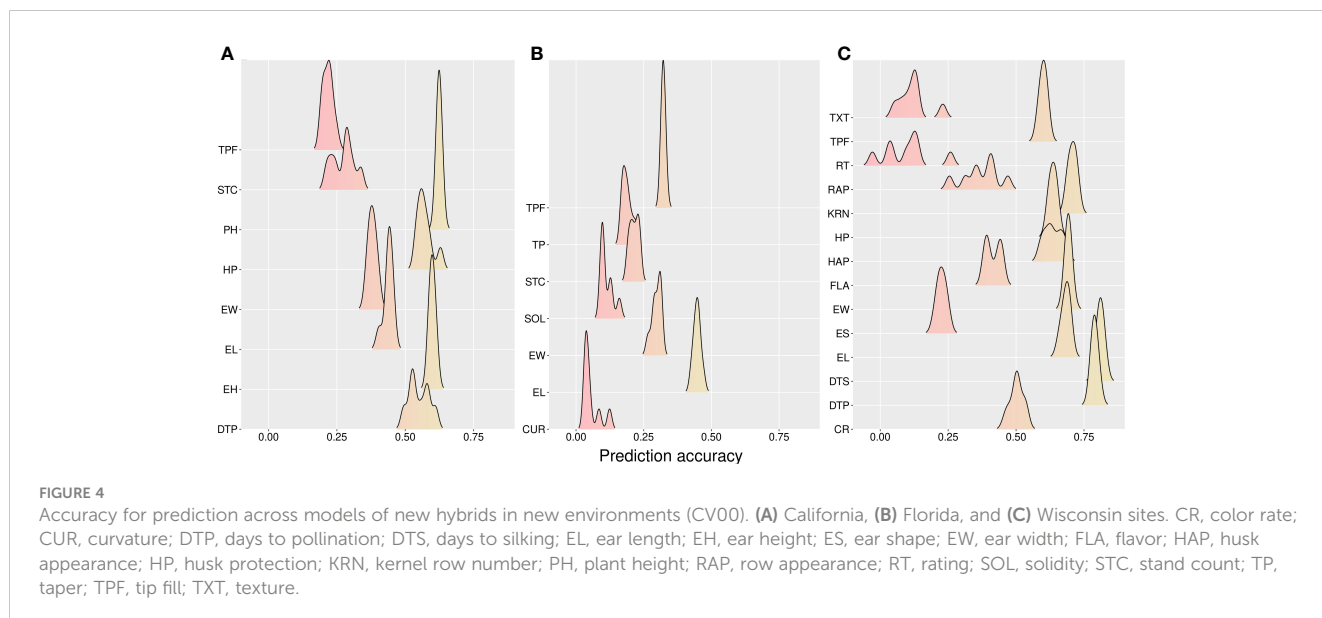 A
B
C
TPF
STC
PH
HP
EW
EL
EH
DTP
0.00
0.25
0.50
0.75
TPF
TP
STC
SOL
EW
EL
CUR
0.00
0.25
0.50
0.75
TXT
TPF
RT
RAP
KRN
HP
HAP
FLA
EW
ES
EL
DTS
DTP
CR
0.00
0.25
0.50
0.75
Prediction accuracy
FIGURE 4
Accuracy for prediction across models of new hybrids in new environments (CV00). (A) California, (B) Florida, and (C) Wisconsin sites. CR, color rate;
CUR, curvature; DTP, days to pollination; DTS, days to silking; EL, ear length; EH, ear height; ES, ear shape; EW, ear width; FLA, flavor; HAP, husk
appearance; HP, husk protection; KRN, kernel row number; PH, plant height; RAP, row appearance; RT, rating; SOL, solidity; STC, stand count; TP,
taper; TPF, tip fill; TXT, texture.